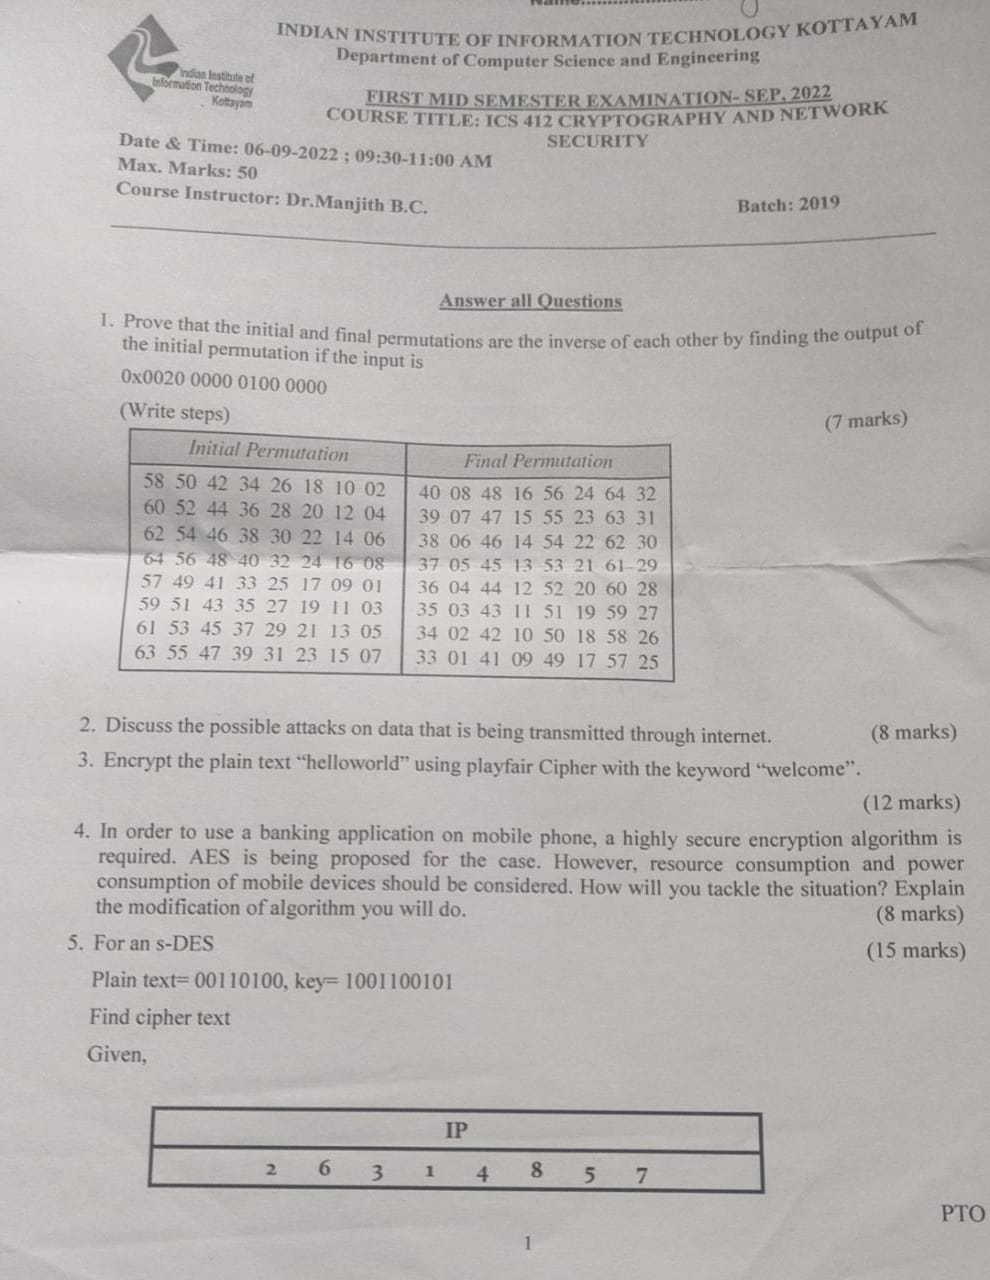 INDIAN INSTITUTE OF INFORMATION TECHNOLOGY KOTTAYAM
Department of Computer Science and Engineering
Indian Institute of
Information Technology
Kottayam
FIRST MID SEMESTER EXAMINATION- SEP, 2022
COURSE TITLE: ICS 412 CRYPTOGRAPHY AND NETWORK
SECURITY
Date & Time: 06-09-2022 ; 09:30-11:00 AM
Max. Marks: 50
Course Instructor: Dr.Manjith B.C.
Batch: 2019
Answer all Questions
1. Prove that the initial and final permutations are the inverse of each other by finding the output of
the initial permutation if the input is
0x0020 0000 0100 0000
(Write steps)
(7 marks)
Initial Permutation Final Permutation
58 50 42 34 26 18 10 02 40 08 48 16 56 24 64 32
60 52 44 36 28 20 12 04 39 07 47 15 55 23 63 31
62 54 46 38 30 22 14 06 38 06 46 14 54 22 62 30
64 56 48 40 32 24 16 08 37 05 45 13 53 21 61 29
57 49 41 33 25 17 09 01 36 04 44 12 52 20 60 28
59 51 43 35 27 19 11 03 35 03 43 11 51 19 59 27
61 53 45 37 29 21 13 05 34 02 42 10 50 18 58 26
63 55 47 39 31 23 15 07 33 01 41 09 49 17 57 25
2. Discuss the possible attacks on data that is being transmitted through internet. (8 marks)
3. Encrypt the plain text “helloworld” using playfair Cipher with the keyword “welcome”.
(12 marks)
4. In order to use a banking application on mobile phone, a highly secure encryption algorithm is
required. AES is being proposed for the case. However, resource consumption and power
consumption of mobile devices should be considered. How will you tackle the situation? Explain
the modification of algorithm you will do. (8 marks)
5. For an s-DES (15 marks)
Plain text= 00110100, key= 1001100101
Find cipher text
Given,
IP
2 6 3 1 4 8 5 7
PTO
1